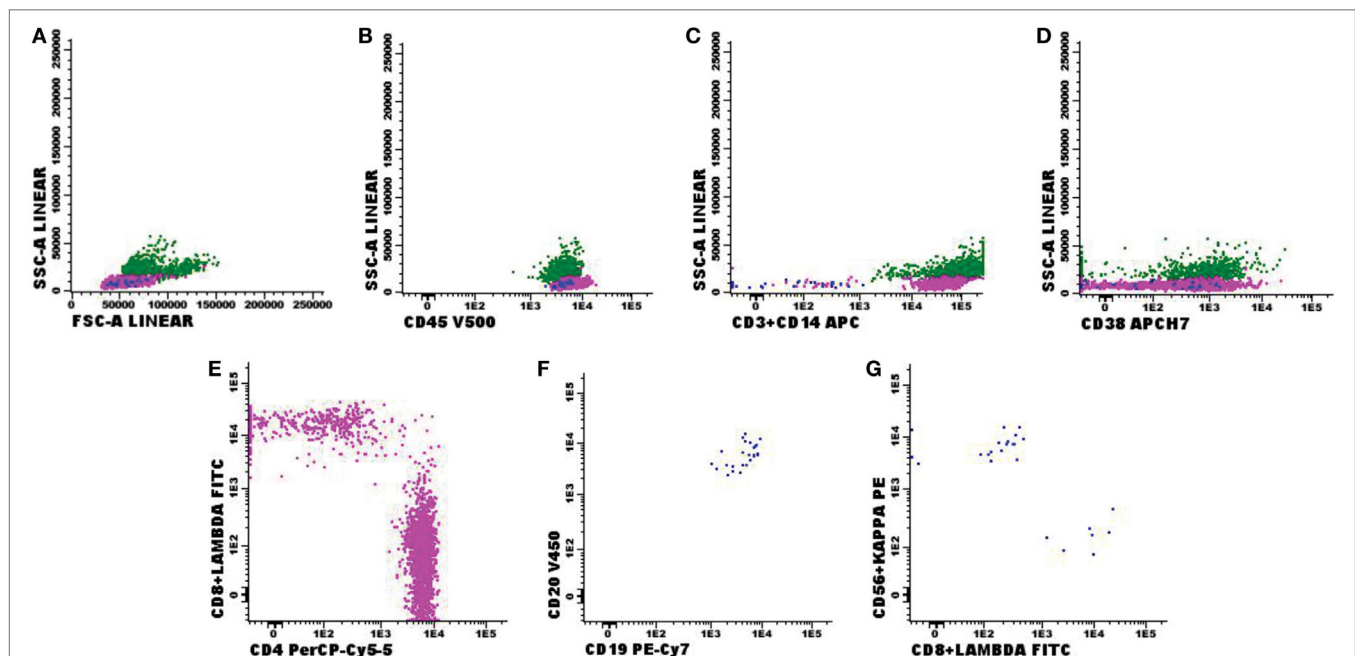 A
SSC-A LINEAR
0 50000 100000 150000 200000 250000
0 50000 100000 150000 200000 250000
FSC-A LINEAR
B
SSC-A LINEAR
0 50000 100000 150000 200000 250000
0 1E2 1E3 1E4 1E5
CD45 V500
C
SSC-A LINEAR
0 50000 100000 150000 200000 250000
0 1E2 1E3 1E4 1E5
CD3+CD14 APC
D
SSC-A LINEAR
0 50000 100000 150000 200000 250000
0 1E2 1E3 1E4 1E5
CD38 APCH7
E
CD8+LAMBDA FITC
0 1E2 1E3 1E4 1E5
0 1E2 1E3 1E4 1E5
CD4 PerCP-Cy5-5
F
CD20 V450
0 1E2 1E3 1E4 1E5
0 1E2 1E3 1E4 1E5
CD19 PE-Cy7
G
CD56+KAPPA PE
0 1E2 1E3 1E4 1E5
0 1E2 1E3 1E4 1E5
CD8+LAMBDA FITC